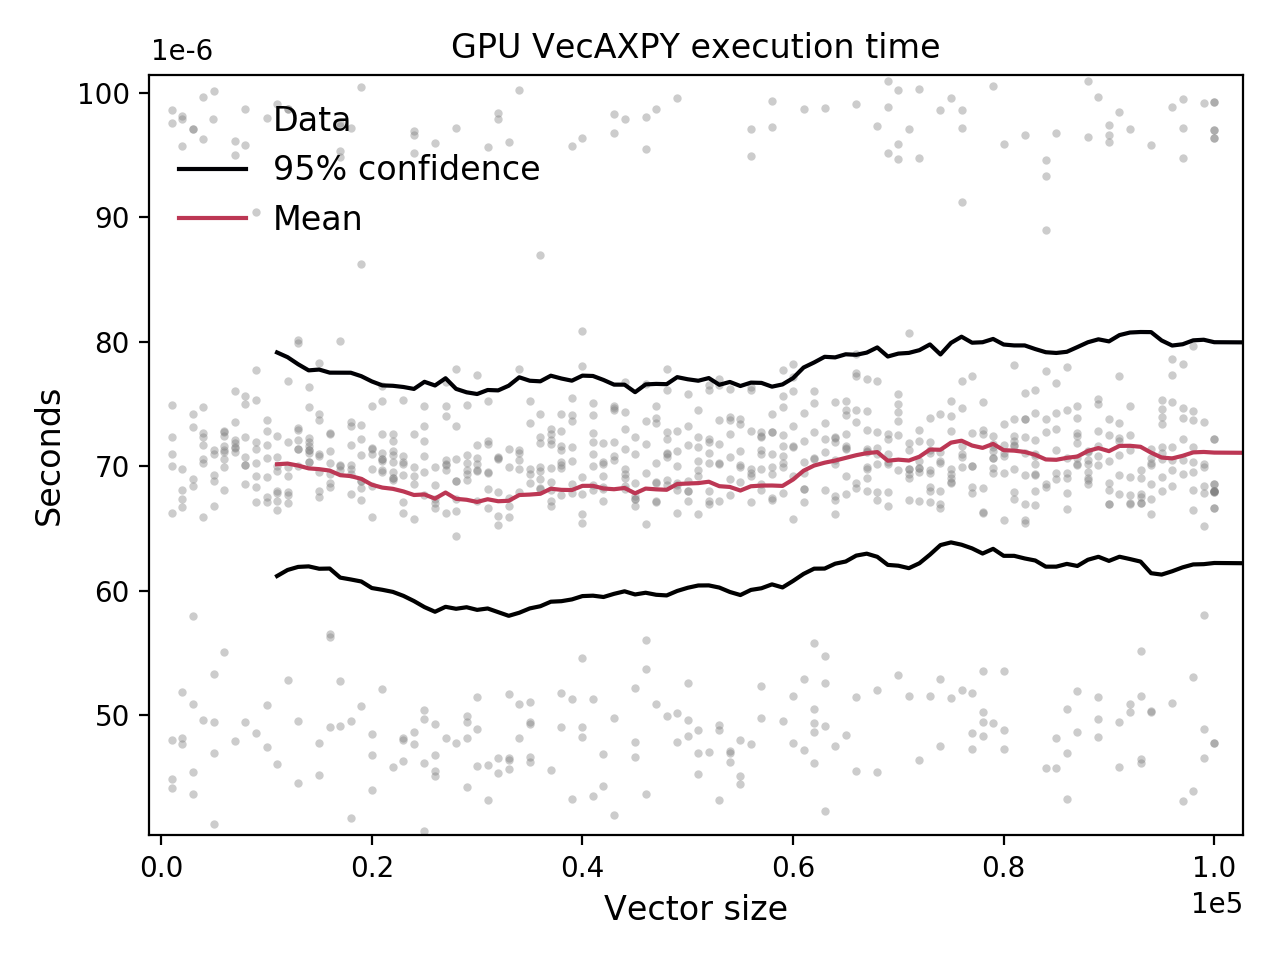 GPU VecAXPY execution time
1e-6
100
90
80
70
60
50
Seconds
Data
95% confidence
Mean
0.0 0.2 0.4 0.6 0.8 1.0
1e5
Vector size